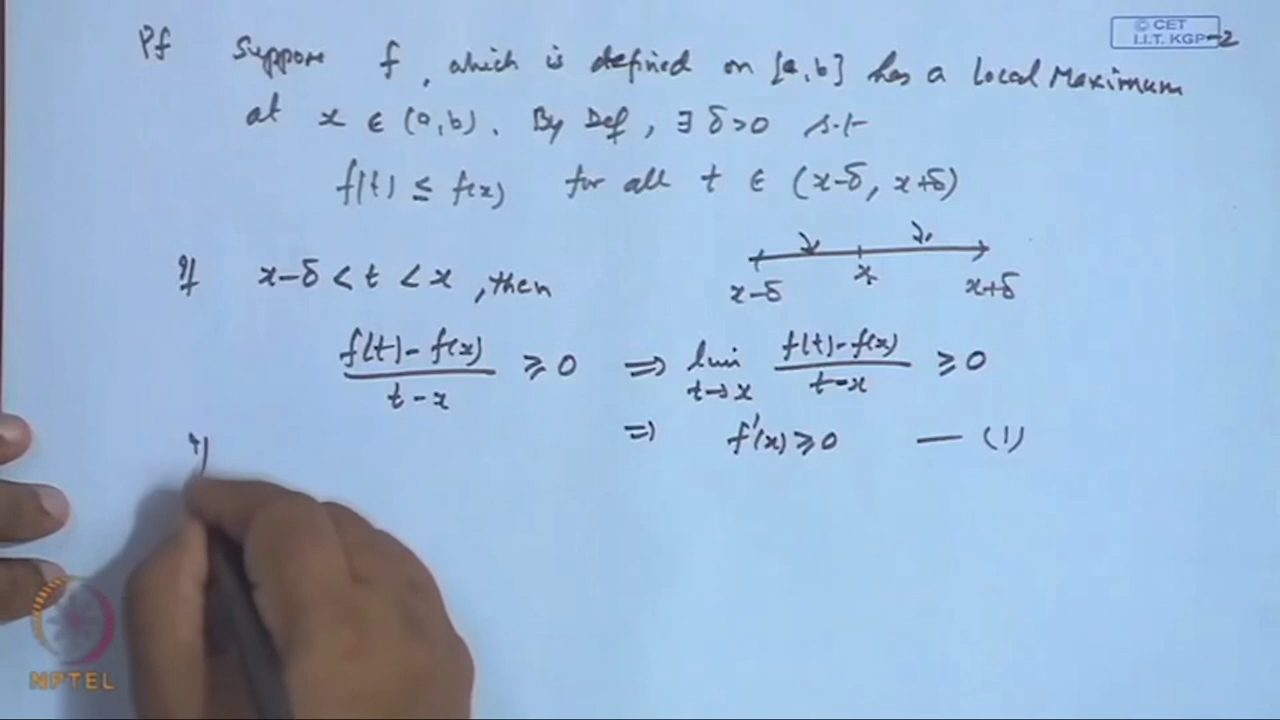 © CET
I.I.T. KGP -2
Pf Suppose f, which is defined on [a,b] has a Local Maximum
at x ∈ (a,b). By Def, ∃ δ>0 s.t
f(t) ≤ f(x) for all t ∈ (x-δ, x+δ)
If x-δ < t < x, then
x-δ x x+δ
f(t)-f(x) / t-x ≥ 0 ⇒ lim t→x f(t)-f(x) / t-x ≥ 0
⇒ f'(x) ≥ 0 — (1)
NPTEL